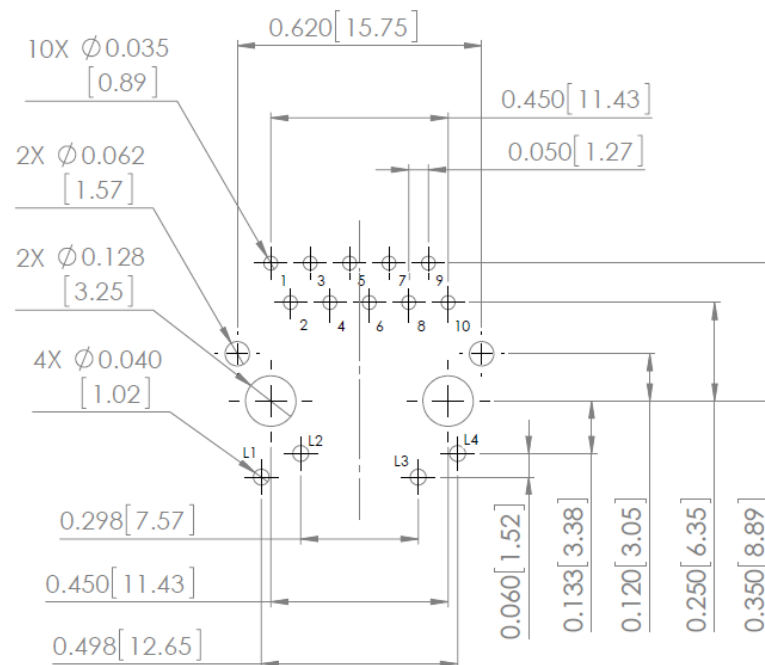 0.620[15.75]
10X Ø0.035
[0.89]
0.450[11.43]
0.050[1.27]
2X Ø0.062
[1.57]
2X Ø0.128
[3.25]
1 3 5 7 9
2 4 6 8 10
4X Ø0.040
[1.02]
L1 L2 L3 L4
0.298[7.57]
0.450[11.43]
0.498[12.65]
0.060[1.52]
0.133[3.38]
0.120[3.05]
0.250[6.35]
0.350[8.89]